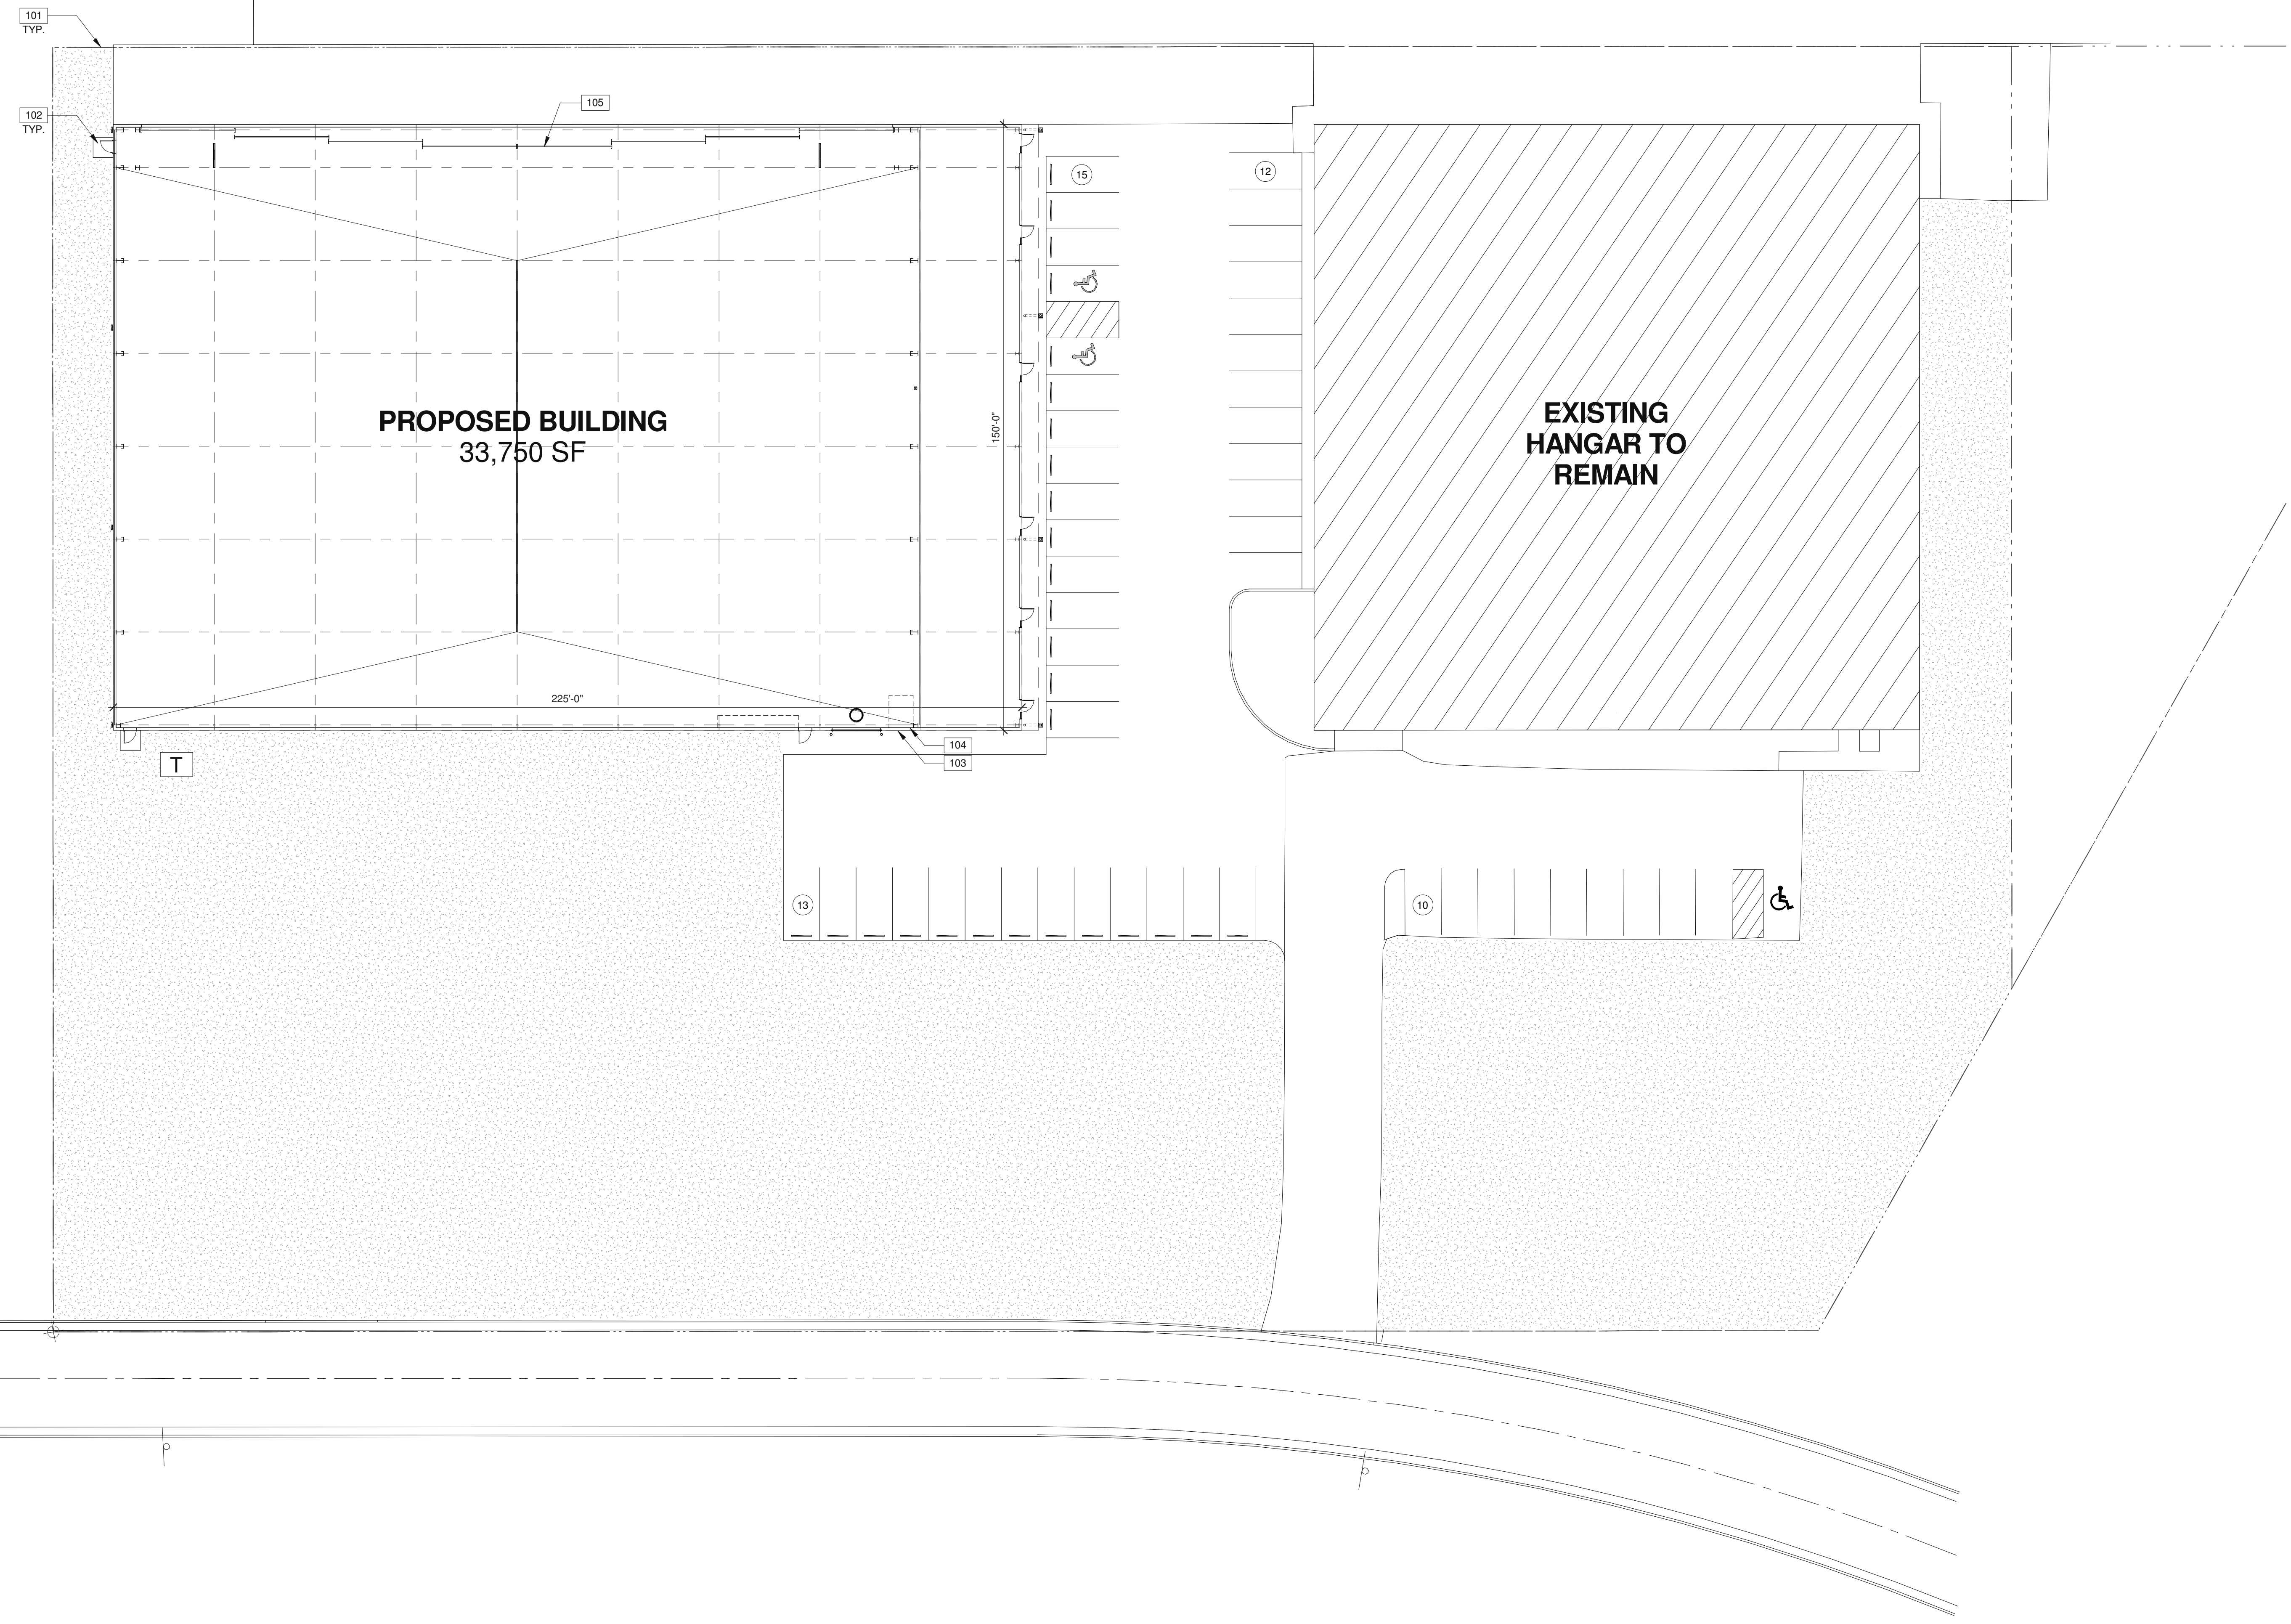 101
TYP.
105
102
TYP.
15
12
PROPOSED BUILDING
33,750 SF
150'-0"
EXISTING
HANGAR TO
REMAIN
225'-0"
104
103
T
13
10